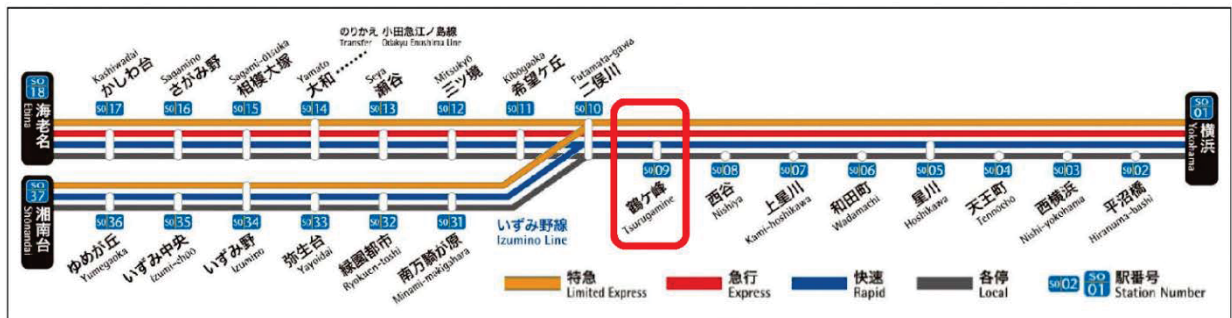 のりかえ 小田急江ノ島線
Transfer Odakyu Enoshima Line
SO
18
海老名
Ebina
Kashiwadai
かしわ台
SO 17
Sagamino
さがみ野
SO 16
Sagami-ōtsuka
相模大塚
SO 15
Yamato
大和
SO 14
Seya
瀬谷
SO 13
Mitsukyō
三ツ境
SO 12
Kibōgaoka
希望ケ丘
SO 11
Futamata-gawa
二俣川
SO 10
SO
01
横浜
Yokohama
SO 09
鶴ケ峰
Tsurugamine
SO 08
西谷
Nishiya
SO 07
上星川
Kami-hoshikawa
SO 06
和田町
Wadamachi
SO 05
星川
Hoshikawa
SO 04
天王町
Tennōcho
SO 03
西横浜
Nishi-yokohama
SO 02
平沼橋
Hiranuma-bashi
SO
37
湘南台
Shōnandai
SO 36
ゆめが丘
Yumegaoka
SO 35
いずみ中央
Izumi-chūō
SO 34
いずみ野
Izumino
SO 33
弥生台
Yayoidai
SO 32
緑園都市
Ryokuen-toshi
SO 31
南万騎が原
Minami-makigahara
いずみ野線
Izumino Line
特急
Limited Express
急行
Express
快速
Rapid
各停
Local
SO 02
SO
01
駅番号
Station Number